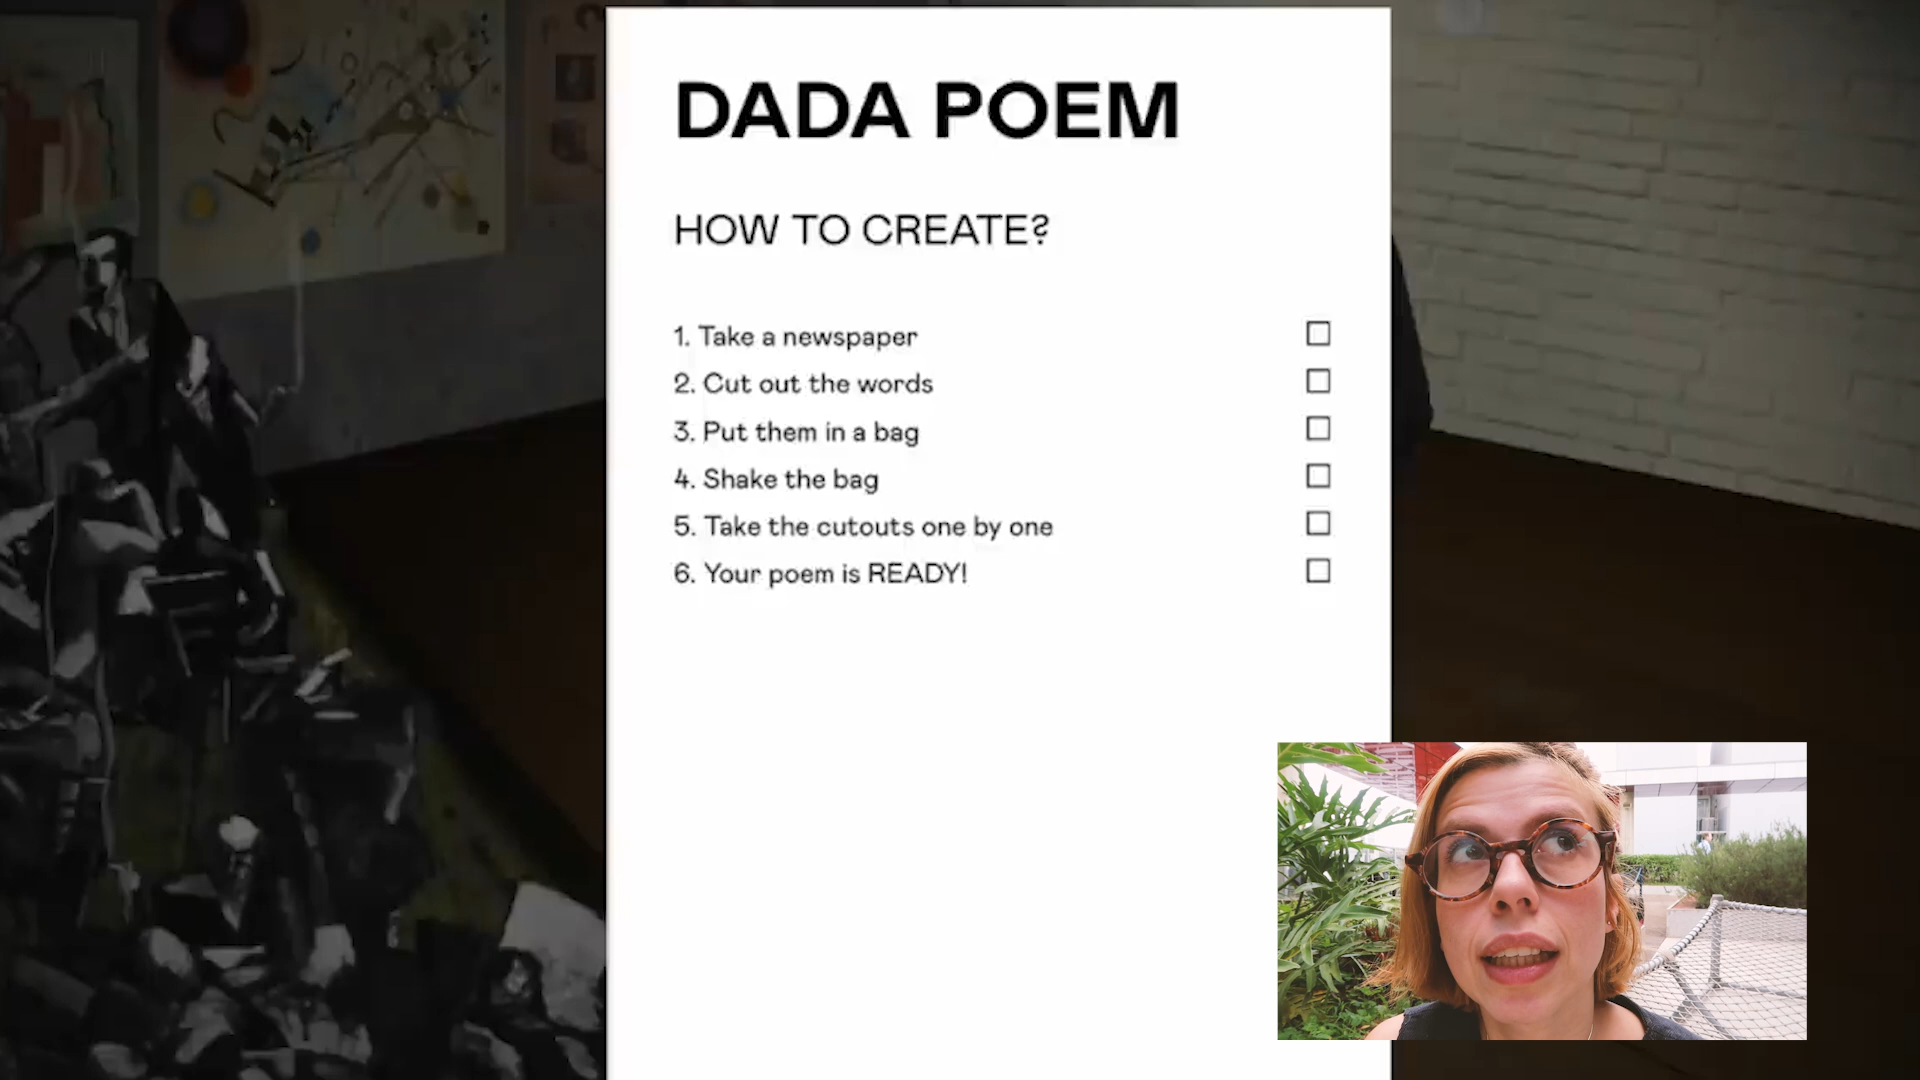 DADA POEM
HOW TO CREATE?
1. Take a newspaper
2. Cut out the words
3. Put them in a bag
4. Shake the bag
5. Take the cutouts one by one
6. Your poem is READY!